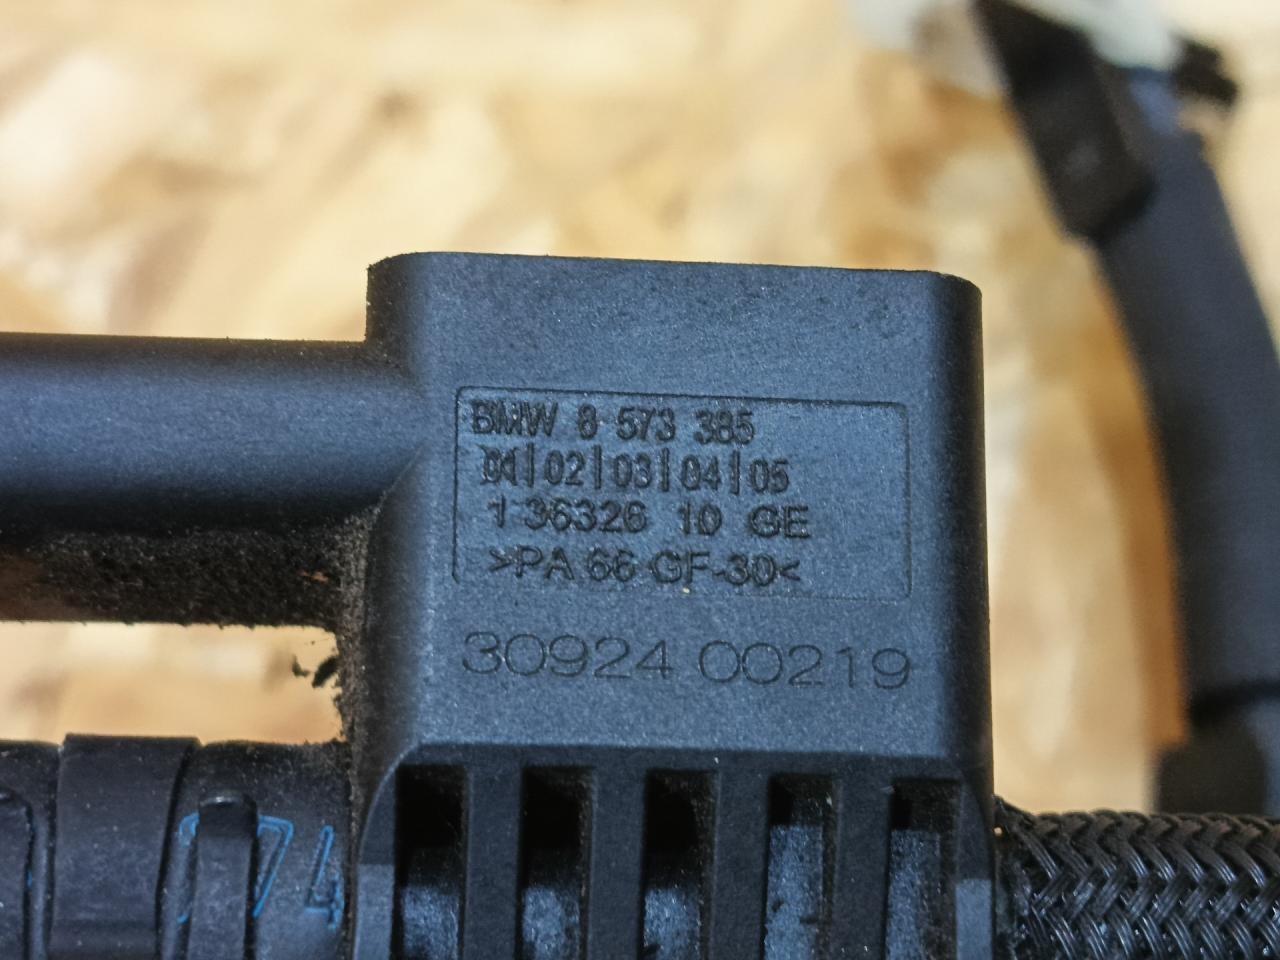 BMW 8 573 385
01|02|03|04|05
1 36326 10 GE
>PA 66 GF-30<
30924 00219
74